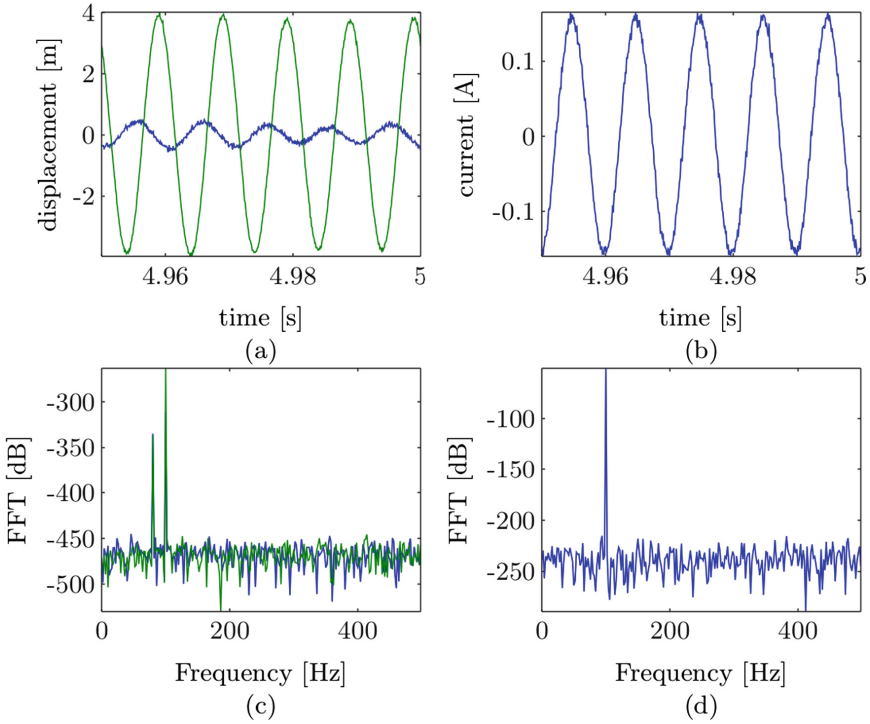 4
2
0
-2
displacement [m]
4.96
4.98
5
time [s]
(a)
0.1
0
-0.1
current [A]
4.96
4.98
5
time [s]
(b)
-300
-350
-400
-450
-500
FFT [dB]
0
200
400
Frequency [Hz]
(c)
-100
-150
-200
-250
FFT [dB]
0
200
400
Frequency [Hz]
(d)